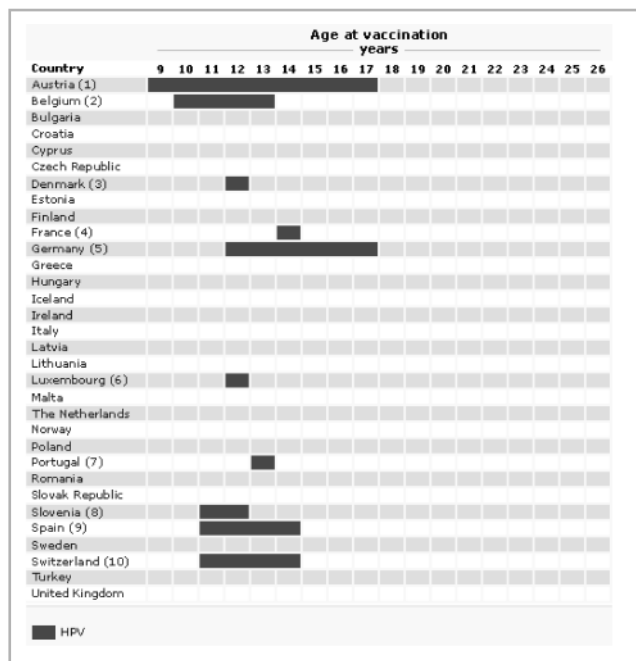 Age at vaccination
years
Country 9 10 11 12 13 14 15 16 17 18 19 20 21 22 23 24 25 26
Austria (1)
Belgium (2)
Bulgaria
Croatia
Cyprus
Czech Republic
Denmark (3)
Estonia
Finland
France (4)
Germany (5)
Greece
Hungary
Iceland
Ireland
Italy
Latvia
Lithuania
Luxembourg (6)
Malta
The Netherlands
Norway
Poland
Portugal (7)
Romania
Slovak Republic
Slovenia (8)
Spain (9)
Sweden
Switzerland (10)
Turkey
United Kingdom
HPV